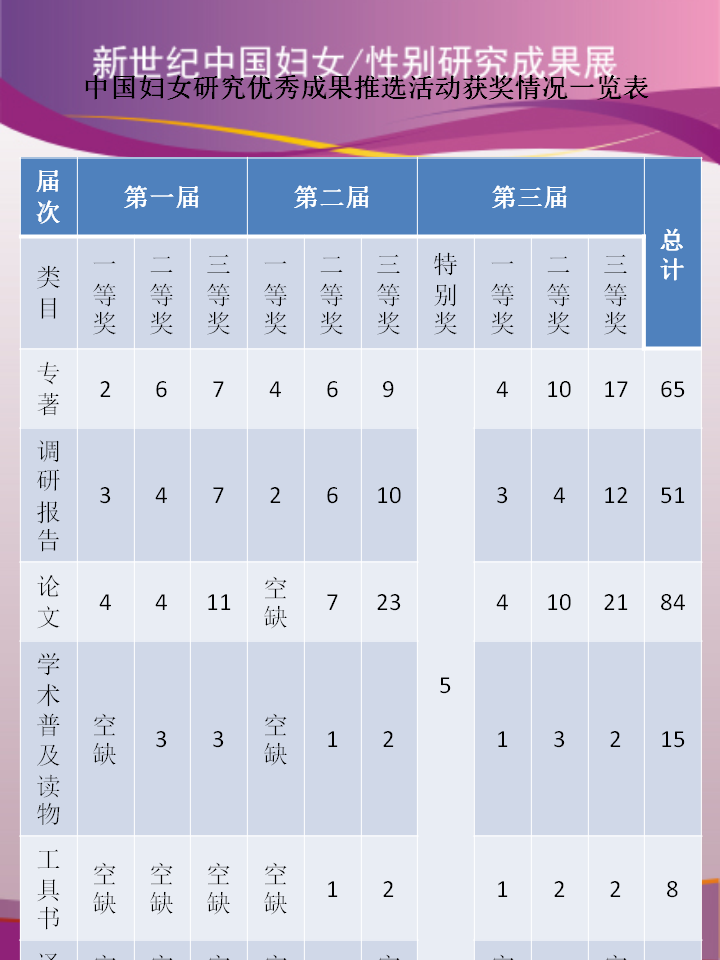 新世纪中国妇女/性别研究成果展
中国妇女研究优秀成果推选活动获奖情况一览表
届次 第一届 第二届 第三届 总计
类目 一等奖 二等奖 三等奖 一等奖 二等奖 三等奖 特别奖 一等奖 二等奖 三等奖
专著 2 6 7 4 6 9 5 4 10 17 65
调研报告 3 4 7 2 6 10 3 4 12 51
论文 4 4 11 空缺 7 23 4 10 21 84
学术普及读物 空缺 3 3 空缺 1 2 1 3 2 15
工具书 空缺 空缺 空缺 空缺 1 2 1 2 2 8